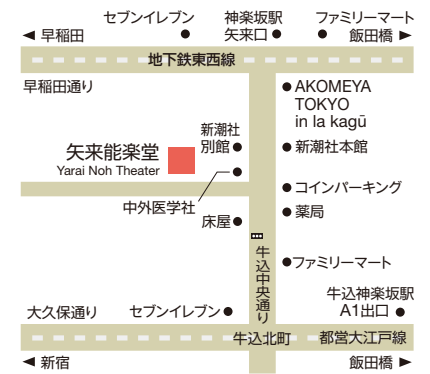 セブンイレブン
神楽坂駅
矢来口
ファミリーマート
早稲田
飯田橋
地下鉄東西線
早稲田通り
AKOMEYA
TOKYO
in la kagū
新潮社
別館
新潮社本館
矢来能楽堂
Yarai Noh Theater
中外医学社
コインパーキング
床屋
薬局
牛込中央通り
ファミリーマート
牛込神楽坂駅
A1出口
大久保通り
セブンイレブン
牛込北町
都営大江戸線
新宿
飯田橋